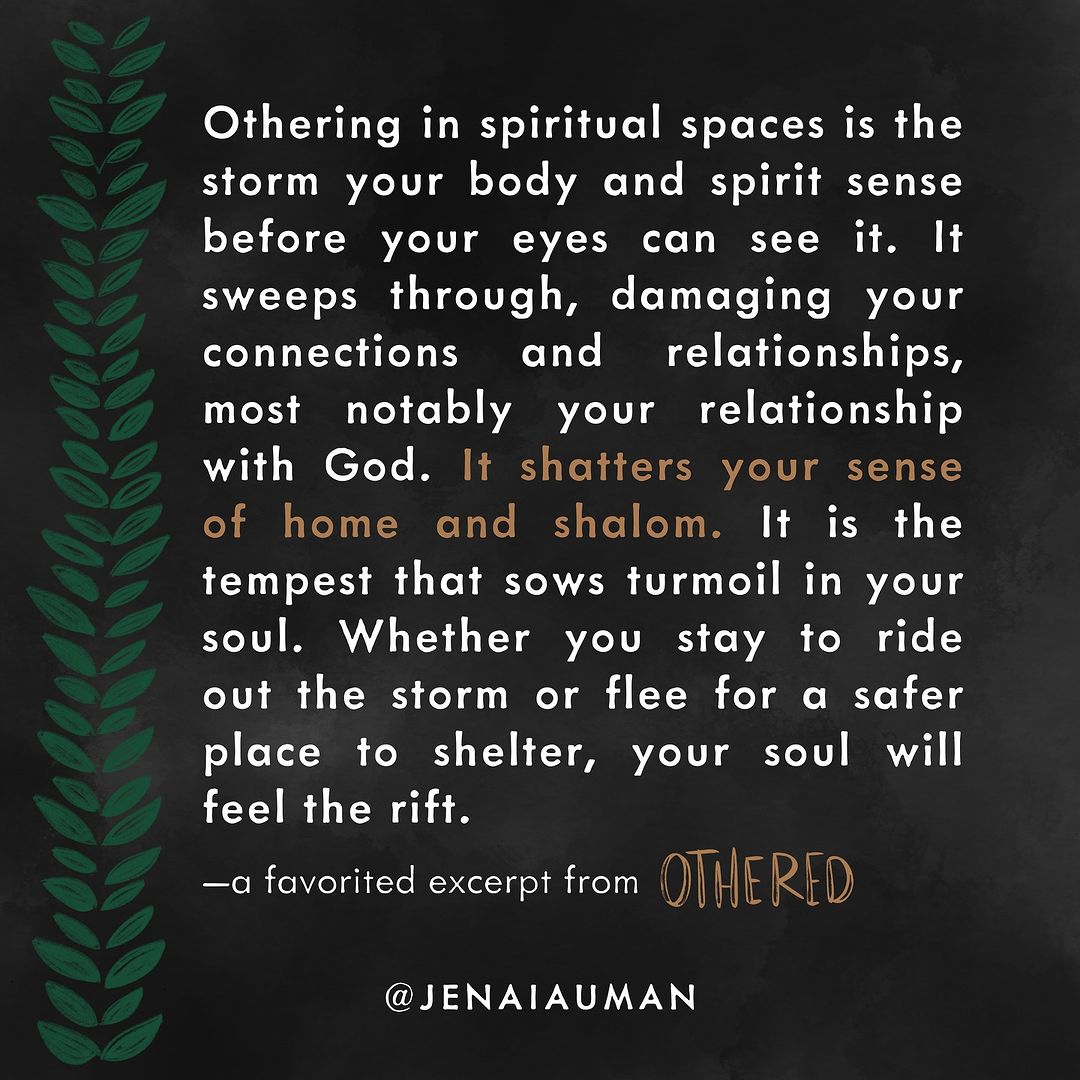 Othering in spiritual spaces is the
storm your body and spirit sense
before your eyes can see it. It
sweeps through, damaging your
connections and relationships,
most notably your relationship
with God. It shatters your sense
of home and shalom. It is the
tempest that sows turmoil in your
soul. Whether you stay to ride
out the storm or flee for a safer
place to shelter, your soul will
feel the rift.
—a favorited excerpt from OTHERED
@JENAIAUMAN